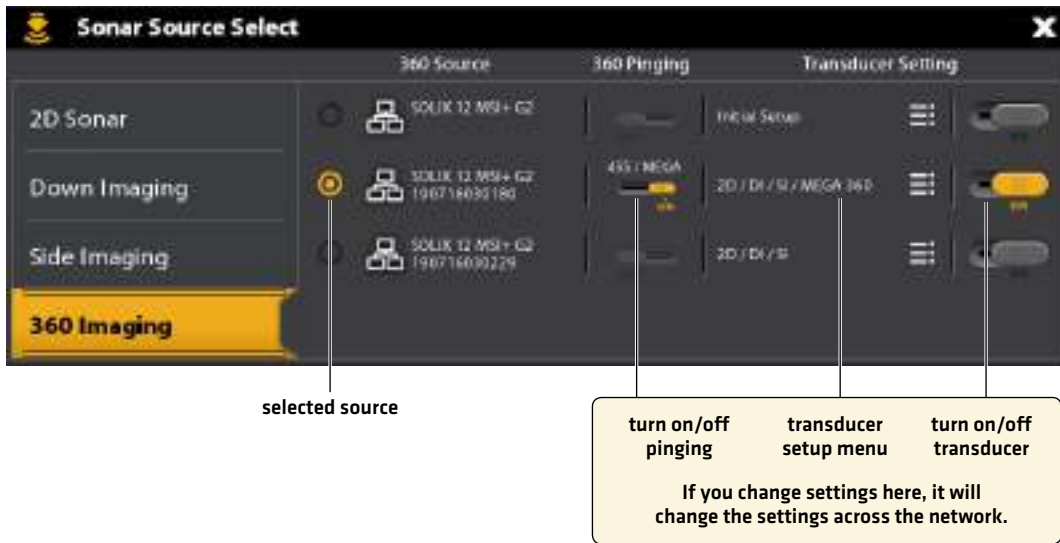 Sonar Source Select
360 Source 360 Pinging Transducer Setting
2D Sonar
SOLIX 12 MSI+ G2
Initial Setup
Down Imaging
SOLIX 12 MSI+ G2
190716030180
455 / MEGA
on
2D / DI / SI / MEGA 360
Side Imaging
SOLIX 12 MSI+ G2
190716030229
2D / DI / SI
360 Imaging
selected source
turn on/off
pinging
transducer
setup menu
turn on/off
transducer
If you change settings here, it will
change the settings across the network.